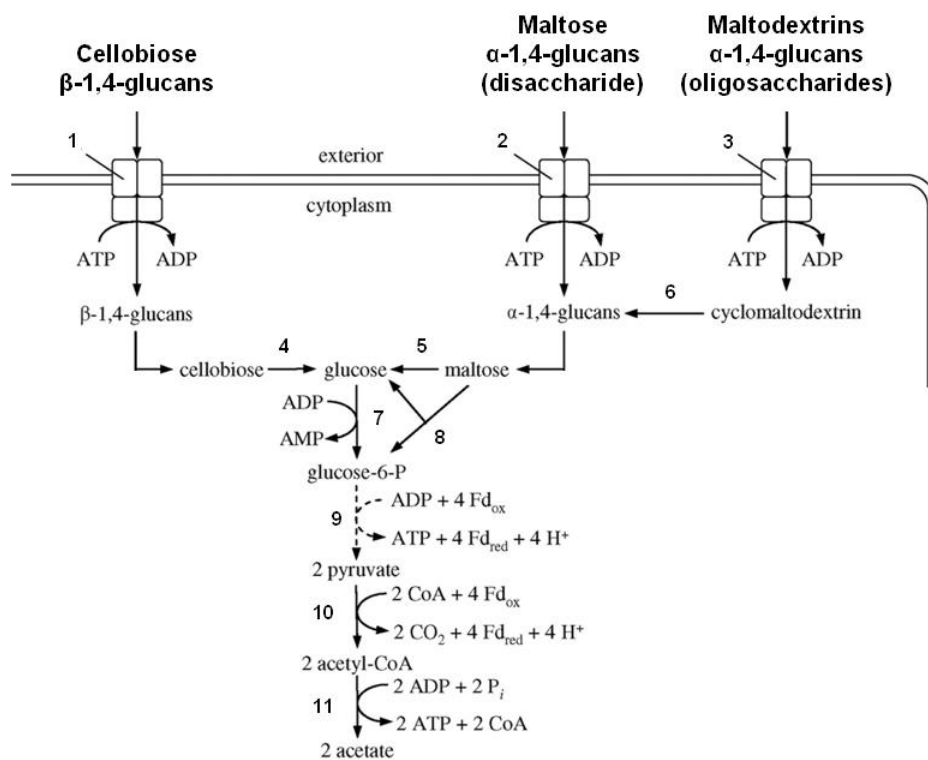 Cellobiose
β-1,4-glucans
Maltose
α-1,4-glucans
(disaccharide)
Maltodextrins
α-1,4-glucans
(oligosaccharides)
1
2
3
exterior
cytoplasm
ATP
ADP
ATP
ADP
ATP
ADP
β-1,4-glucans
α-1,4-glucans
6
cyclomaltodextrin
cellobiose
4
glucose
5
maltose
ADP
AMP
7
8
glucose-6-P
9
ADP + 4 Fdox
ATP + 4 Fdred + 4 H⁺
2 pyruvate
10
2 CoA + 4 Fdox
2 CO₂ + 4 Fdred + 4 H⁺
2 acetyl-CoA
11
2 ADP + 2 Pi
2 ATP + 2 CoA
2 acetate